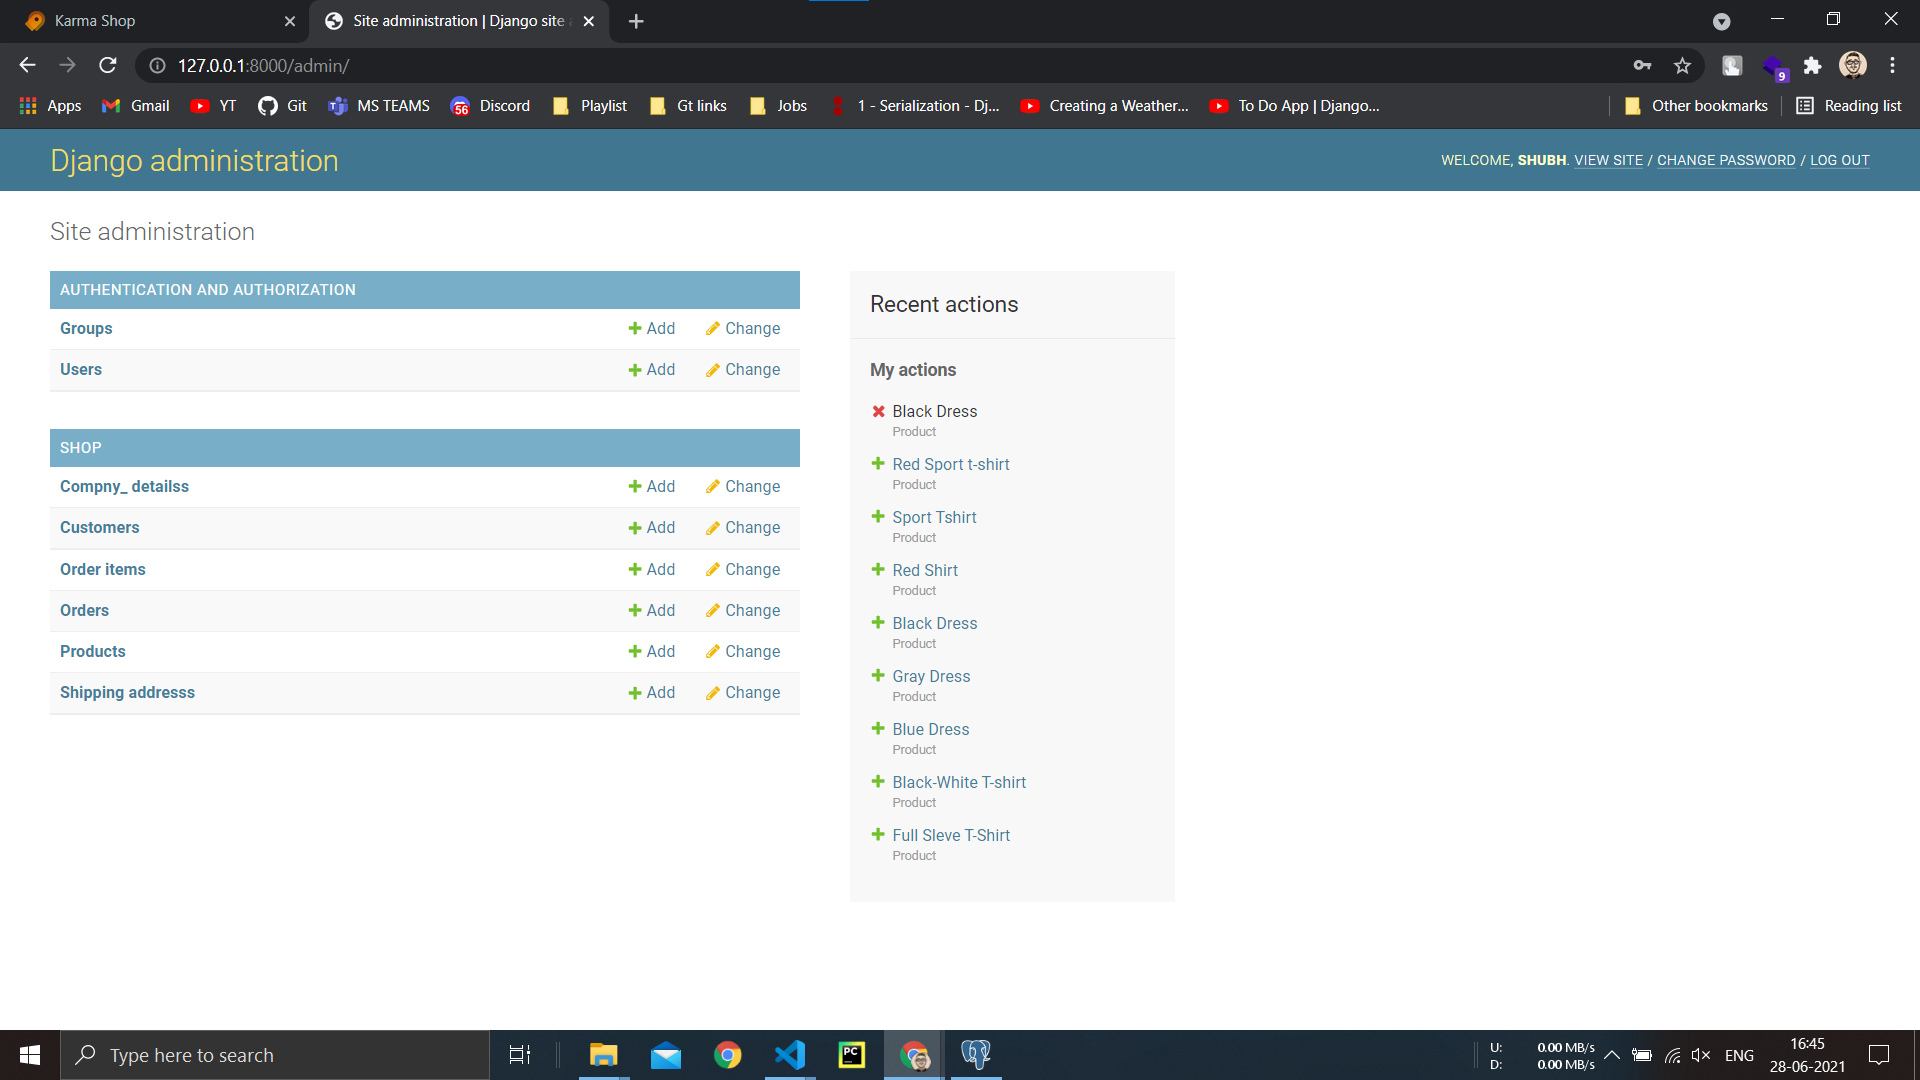 Karma Shop
Site administration | Django site a
127.0.0.1:8000/admin/
9
Apps
Gmail
YT
Git
MS TEAMS
56
Discord
Playlist
Gt links
Jobs
1 - Serialization - Dj...
Creating a Weather...
To Do App | Django...
Other bookmarks
Reading list
Django administration
WELCOME, SHUBH. VIEW SITE / CHANGE PASSWORD / LOG OUT
Site administration
AUTHENTICATION AND AUTHORIZATION
Groups Add Change
Users Add Change
SHOP
Compny_ detailss Add Change
Customers Add Change
Order items Add Change
Orders Add Change
Products Add Change
Shipping addresss Add Change
Recent actions
My actions
Black Dress
Product
Red Sport t-shirt
Product
Sport Tshirt
Product
Red Shirt
Product
Black Dress
Product
Gray Dress
Product
Blue Dress
Product
Black-White T-shirt
Product
Full Sleve T-Shirt
Product
Type here to search
PC
U: 0.00 MB/s
D: 0.00 MB/s
ENG
16:45
28-06-2021